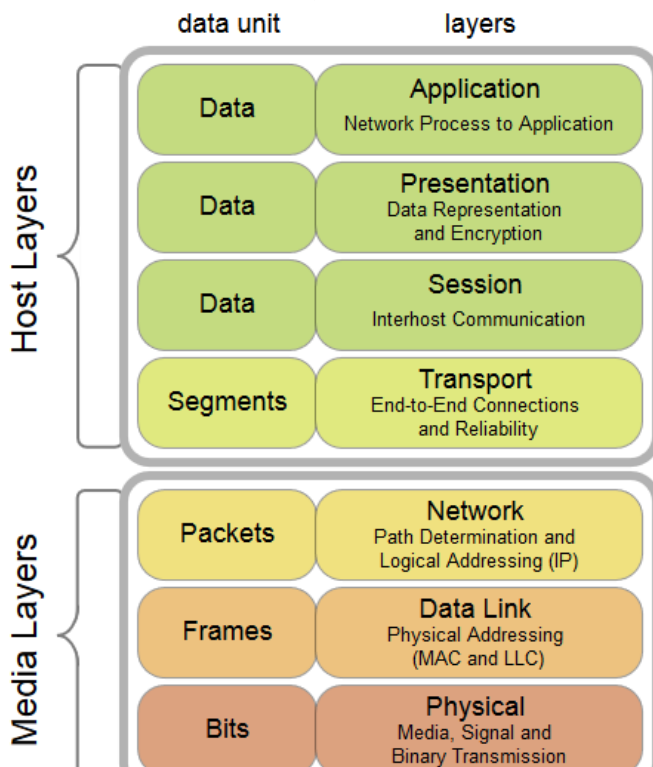 data unit layers
Host Layers
Data
Application
Network Process to Application
Data
Presentation
Data Representation
and Encryption
Data
Session
Interhost Communication
Segments
Transport
End-to-End Connections
and Reliability
Media Layers
Packets
Network
Path Determination and
Logical Addressing (IP)
Frames
Data Link
Physical Addressing
(MAC and LLC)
Bits
Physical
Media, Signal and
Binary Transmission